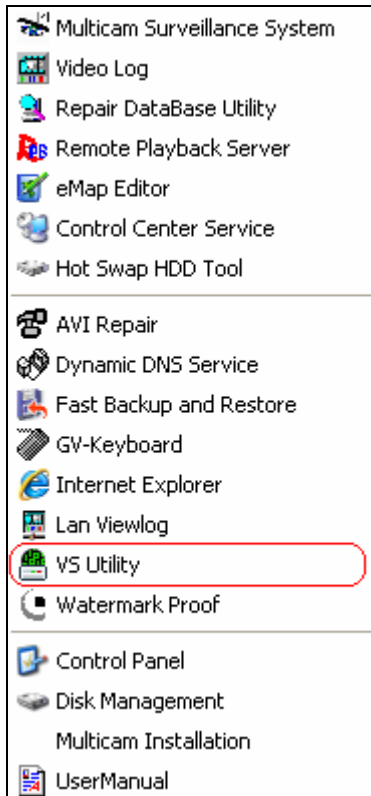 Multicam Surveillance System
Video Log
Repair DataBase Utility
Remote Playback Server
eMap Editor
Control Center Service
Hot Swap HDD Tool
AVI Repair
Dynamic DNS Service
Fast Backup and Restore
GV-Keyboard
Internet Explorer
Lan Viewlog
VS Utility
Watermark Proof
Control Panel
Disk Management
Multicam Installation
UserManual